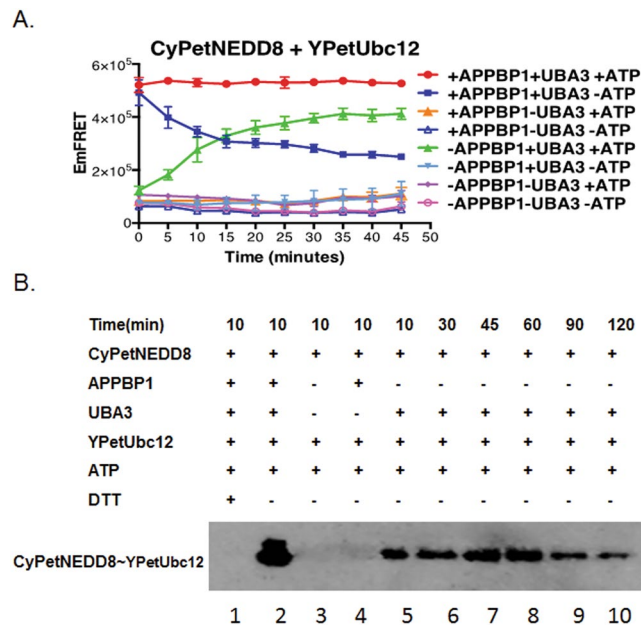 A.
CyPetNEDD8 + YPetUbc12
EmFRET
6×10⁵
4×10⁵
2×10⁵
0
0 5 10 15 20 25 30 35 40 45 50
Time (minutes)
+APPBP1+UBA3 +ATP
+APPBP1+UBA3 -ATP
+APPBP1-UBA3 +ATP
+APPBP1-UBA3 -ATP
-APPBP1+UBA3 +ATP
-APPBP1+UBA3 -ATP
-APPBP1-UBA3 +ATP
-APPBP1-UBA3 -ATP
B.
Time(min) 10 10 10 10 10 30 45 60 90 120
CyPetNEDD8 + + + + + + + + + +
APPBP1 + + - + - - - - - -
UBA3 + + - - + + + + + +
YPetUbc12 + + + + + + + + + +
ATP + + + + + + + + + +
DTT + - - - - - - - - -
CyPetNEDD8~YPetUbc12
1 2 3 4 5 6 7 8 9 10